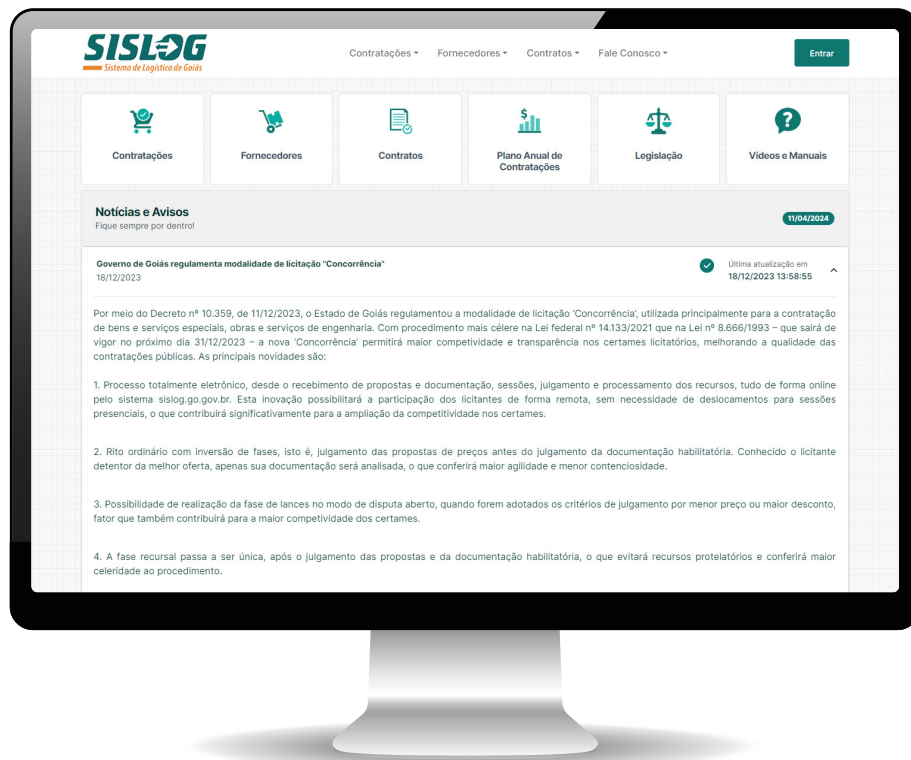 SISLOG
Sistema de Logística de Goiás
Contratações
Fornecedores
Contratos
Fale Conosco
Entrar
Contratações
Fornecedores
Contratos
Plano Anual de
Contratações
Legislação
Vídeos e Manuais
Notícias e Avisos
Fique sempre por dentro!
11/04/2024
Governo de Goiás regulamenta modalidade de licitação "Concorrência"
18/12/2023
Última atualização em
18/12/2023 13:58:55
Por meio do Decreto nº 10.359, de 11/12/2023, o Estado de Goiás regulamentou a modalidade de licitação 'Concorrência', utilizada principalmente para a contratação
de bens e serviços especiais, obras e serviços de engenharia. Com procedimento mais célere na Lei federal nº 14.133/2021 que na Lei nº 8.666/1993 – que sairá de
vigor no próximo dia 31/12/2023 – a nova 'Concorrência' permitirá maior competividade e transparência nos certames licitatórios, melhorando a qualidade das
contratações públicas. As principais novidades são:
1. Processo totalmente eletrônico, desde o recebimento de propostas e documentação, sessões, julgamento e processamento dos recursos, tudo de forma online
pelo sistema sislog.go.gov.br. Esta inovação possibilitará a participação dos licitantes de forma remota, sem necessidade de deslocamentos para sessões
presenciais, o que contribuirá significativamente para a ampliação da competitividade nos certames.
2. Rito ordinário com inversão de fases, isto é, julgamento das propostas de preços antes do julgamento da documentação habilitatória. Conhecido o licitante
detentor da melhor oferta, apenas sua documentação será analisada, o que conferirá maior agilidade e menor contenciosidade.
3. Possibilidade de realização da fase de lances no modo de disputa aberto, quando forem adotados os critérios de julgamento por menor preço ou maior desconto,
fator que também contribuirá para a maior competividade dos certames.
4. A fase recursal passa a ser única, após o julgamento das propostas e da documentação habilitatória, o que evitará recursos protelatórios e conferirá maior
celeridade ao procedimento.